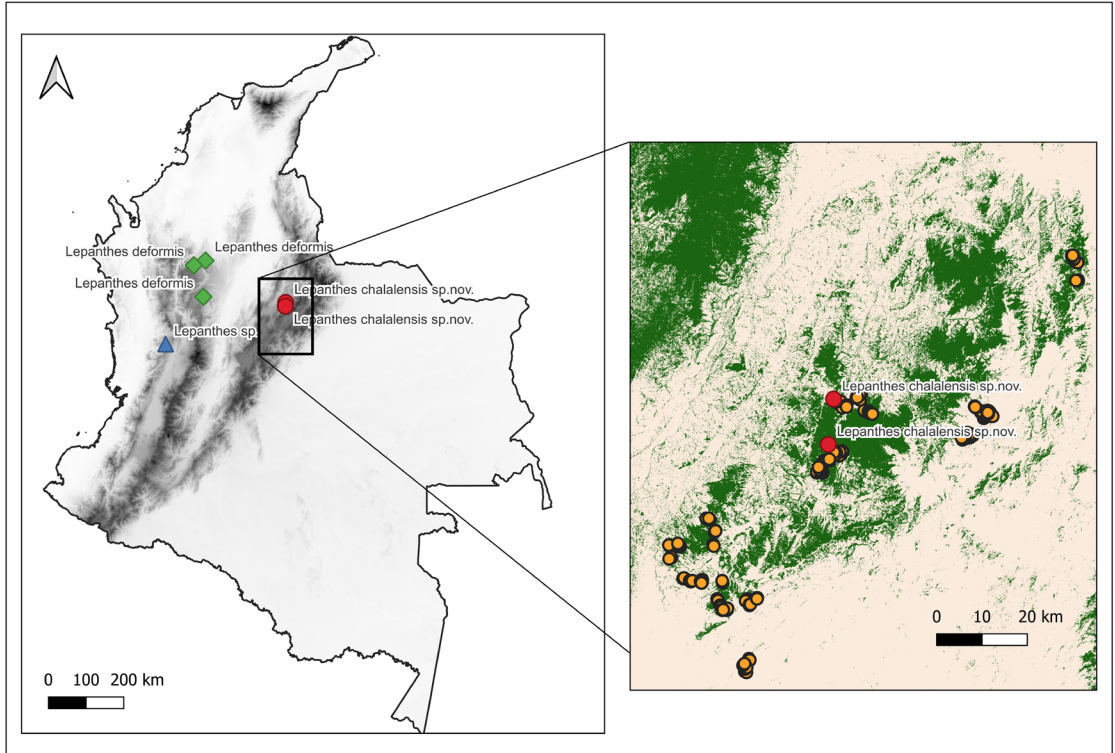 Lepanthes deformis
Lepanthes deformis
Lepanthes deformis
Lepanthes chalalensis sp.nov.
Lepanthes chalalensis sp.nov.
Lepanthes sp.
0 100 200 km
Lepanthes chalalensis sp.nov.
Lepanthes chalalensis sp.nov.
0 10 20 km